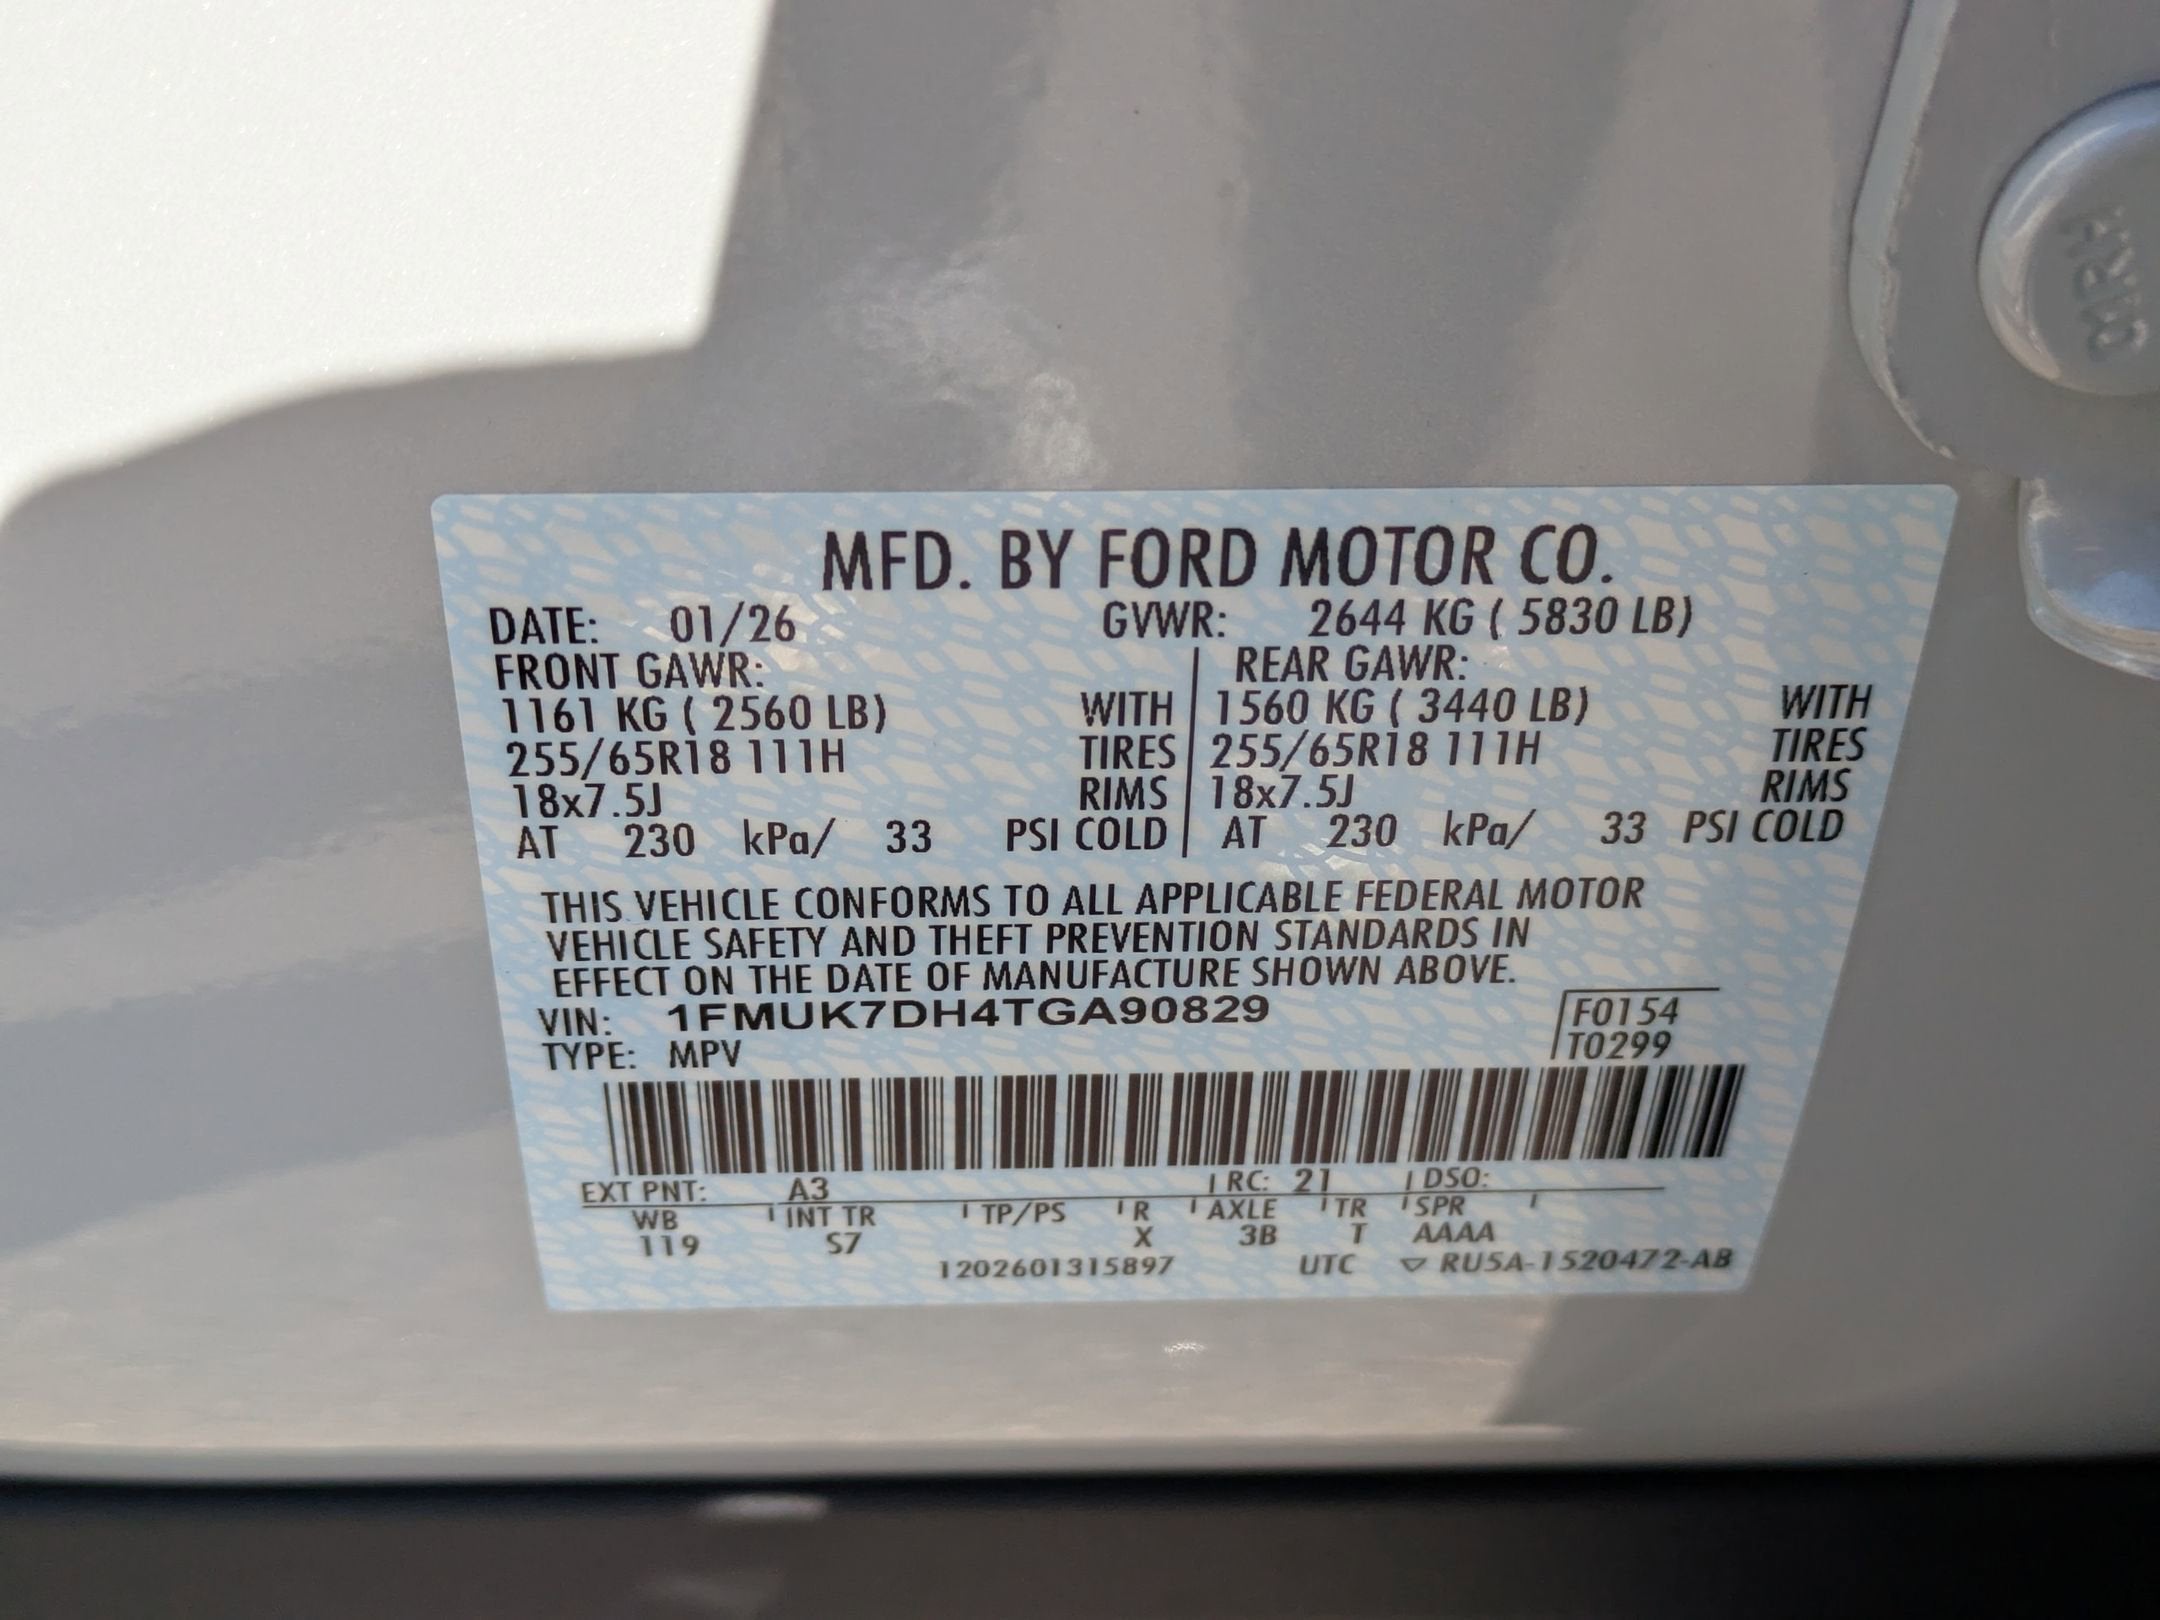 MFD. BY FORD MOTOR CO.
DATE: 01/26 GVWR: 2644 KG ( 5830 LB)
FRONT GAWR: REAR GAWR:
1161 KG ( 2560 LB) WITH 1560 KG ( 3440 LB) WITH
255/65R18 111H TIRES 255/65R18 111H TIRES
18x7.5J RIMS 18x7.5J RIMS
AT 230 kPa/ 33 PSI COLD AT 230 kPa/ 33 PSI COLD
THIS VEHICLE CONFORMS TO ALL APPLICABLE FEDERAL MOTOR
VEHICLE SAFETY AND THEFT PREVENTION STANDARDS IN
EFFECT ON THE DATE OF MANUFACTURE SHOWN ABOVE.
VIN: 1FMUK7DH4TGA90829 F0154
TYPE: MPV T0299
EXT PNT: A3 RC: 21 DSO:
WB INT TR TP/PS R AXLE TR SPR
119 S7 X 3B T AAAA
1202601315897 UTC ▽ RU5A-1520472-AB